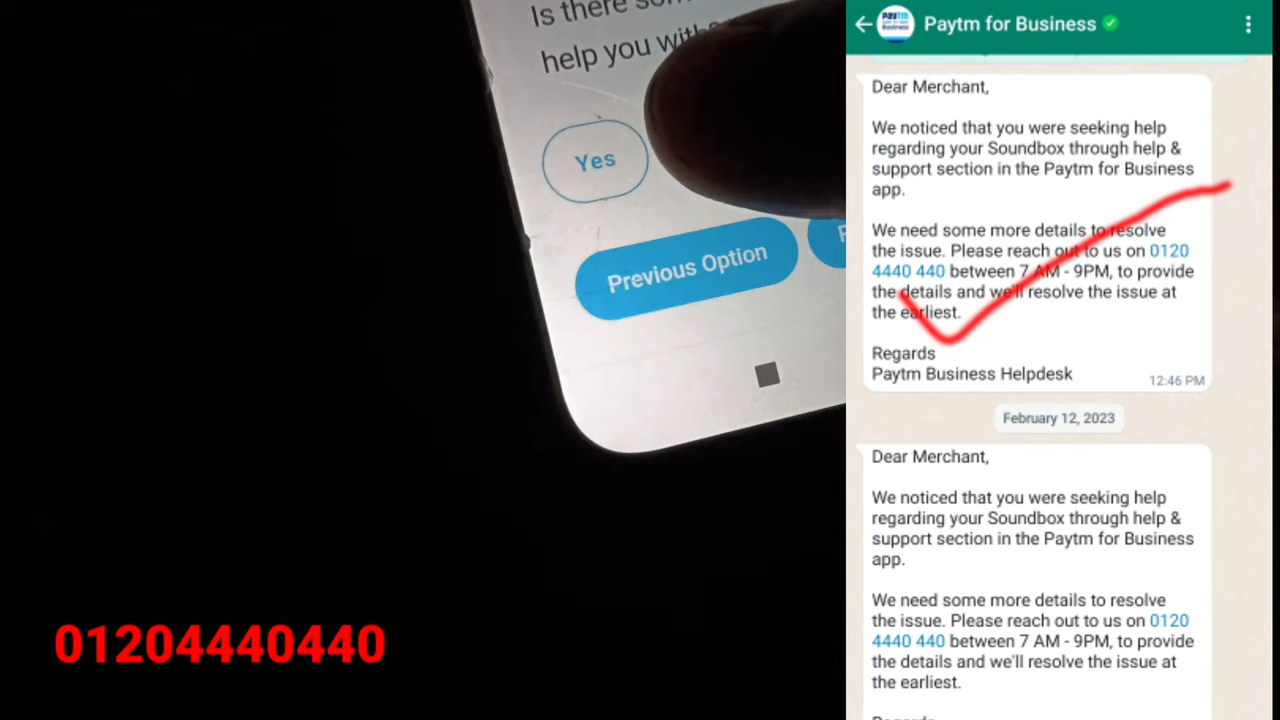 Is there
help you with
Yes
Previous Option
01204440440
Paytm for Business
Dear Merchant,
We noticed that you were seeking help
regarding your Soundbox through help &
support section in the Paytm for Business
app.
We need some more details to resolve
the issue. Please reach out to us on 0120
4440 440 between 7 AM - 9PM, to provide
the details and we'll resolve the issue at
the earliest.
Regards
Paytm Business Helpdesk
12:46 PM
February 12, 2023
Dear Merchant,
We noticed that you were seeking help
regarding your Soundbox through help &
support section in the Paytm for Business
app.
We need some more details to resolve
the issue. Please reach out to us on 0120
4440 440 between 7 AM - 9PM, to provide
the details and we'll resolve the issue at
the earliest.